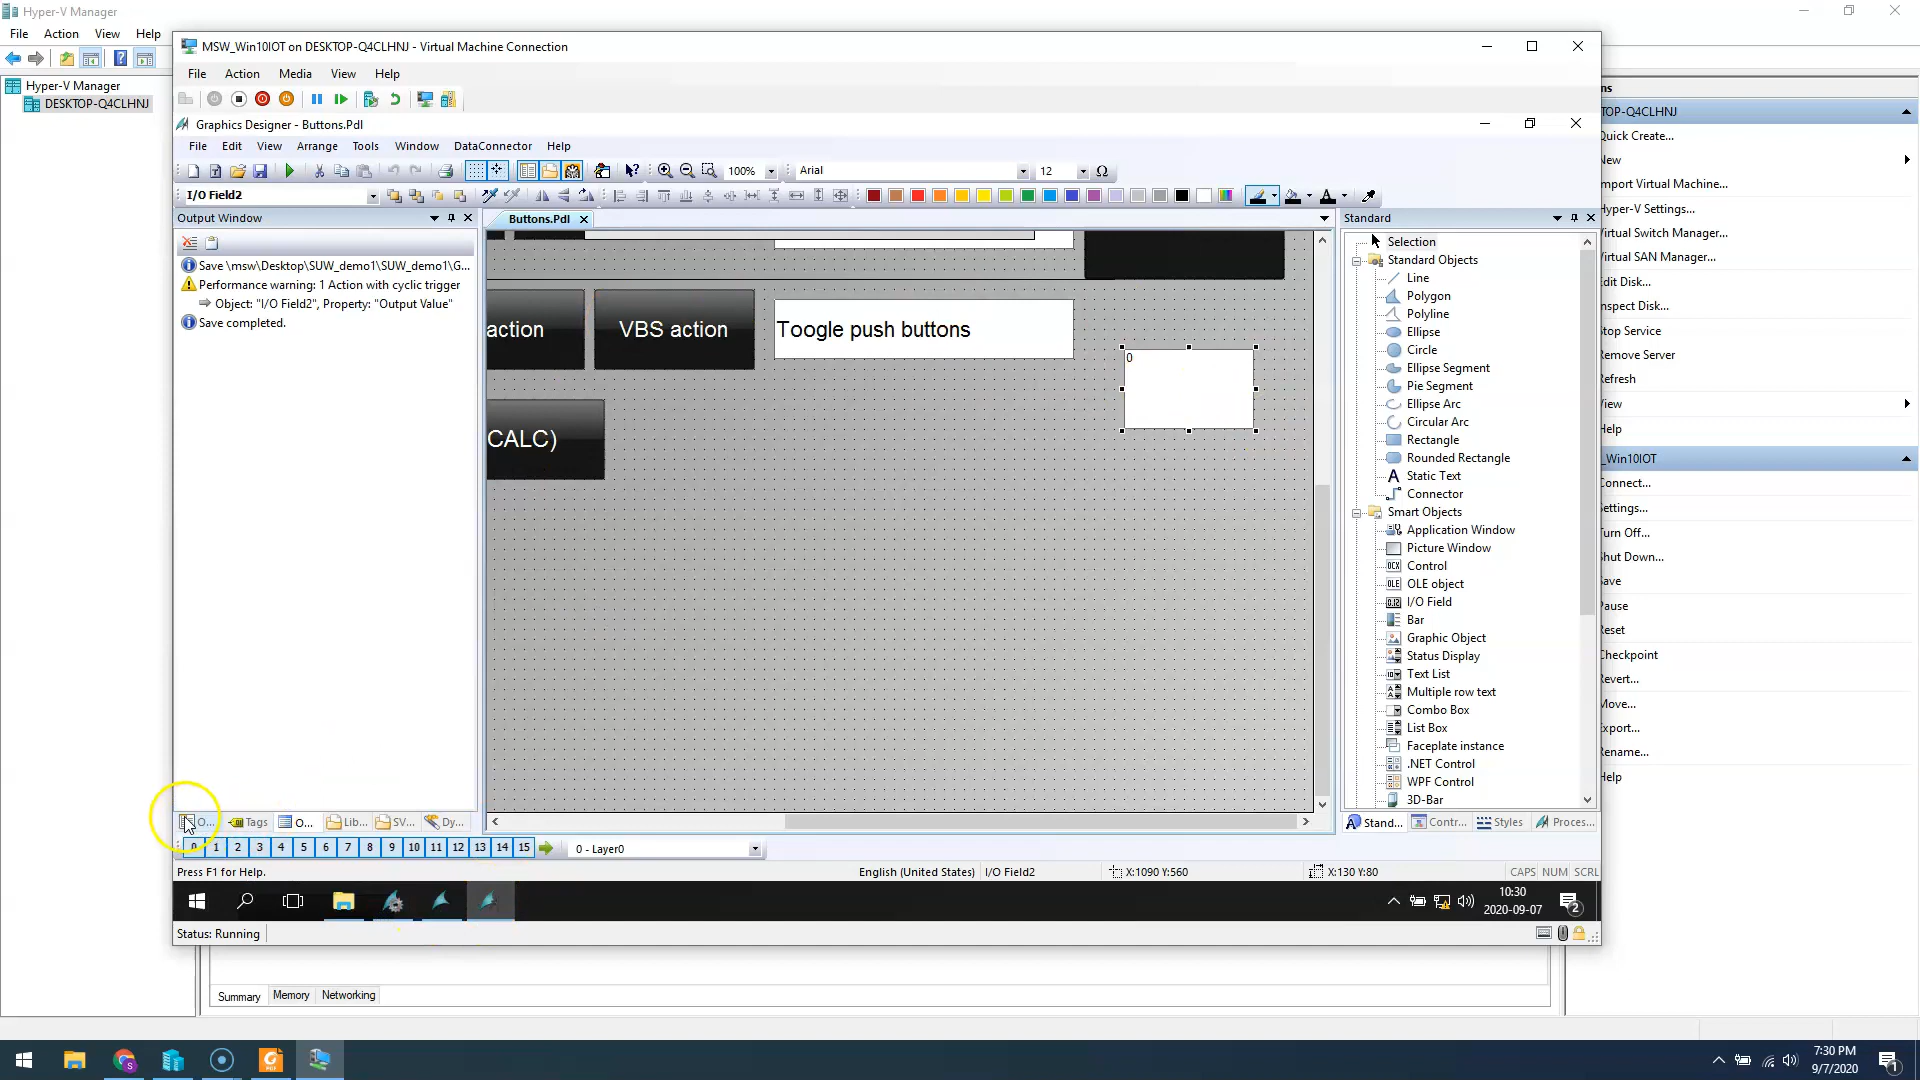 Hyper-V Manager
File Action View Help
Hyper-V Manager
DESKTOP-Q4CLHNJ
MSW_Win10IOT on DESKTOP-Q4CLHNJ - Virtual Machine Connection
File Action Media View Help
Graphics Designer - Buttons.Pdl
File Edit View Arrange Tools Window DataConnector Help
100% Arial 12
I/O Field2
Output Window
Save \msw\Desktop\SUW_demo1\SUW_demo1\G...
Performance warning: 1 Action with cyclic trigger
Object: "I/O Field2", Property: "Output Value"
Save completed.
Buttons.Pdl
action
VBS action
Toogle push buttons
0
CALC)
Standard
Selection
Standard Objects
Line
Polygon
Polyline
Ellipse
Circle
Ellipse Segment
Pie Segment
Ellipse Arc
Circular Arc
Rectangle
Rounded Rectangle
Static Text
Connector
Smart Objects
Application Window
Picture Window
Control
OLE object
I/O Field
Bar
Graphic Object
Status Display
Text List
Multiple row text
Combo Box
List Box
Faceplate instance
.NET Control
WPF Control
3D-Bar
O... Tags O... Lib... SV... Dy...
Stand... Contr... Styles Proces...
0 1 2 3 4 5 6 7 8 9 10 11 12 13 14 15 0 - Layer0
Press F1 for Help. English (United States) I/O Field2 X:1090 Y:560 X:130 Y:80 CAPS NUM SCRL
10:30
2020-09-07
2
Status: Running
Summary Memory Networking
ns
TOP-Q4CLHNJ
Quick Create...
New
mport Virtual Machine...
Hyper-V Settings...
Virtual Switch Manager...
Virtual SAN Manager...
Edit Disk...
nspect Disk...
Stop Service
Remove Server
Refresh
View
Help
_Win10IOT
Connect...
Settings...
Turn Off...
Shut Down...
Save
Pause
Reset
Checkpoint
Revert...
Move...
Export...
Rename...
Help
7:30 PM
9/7/2020
1